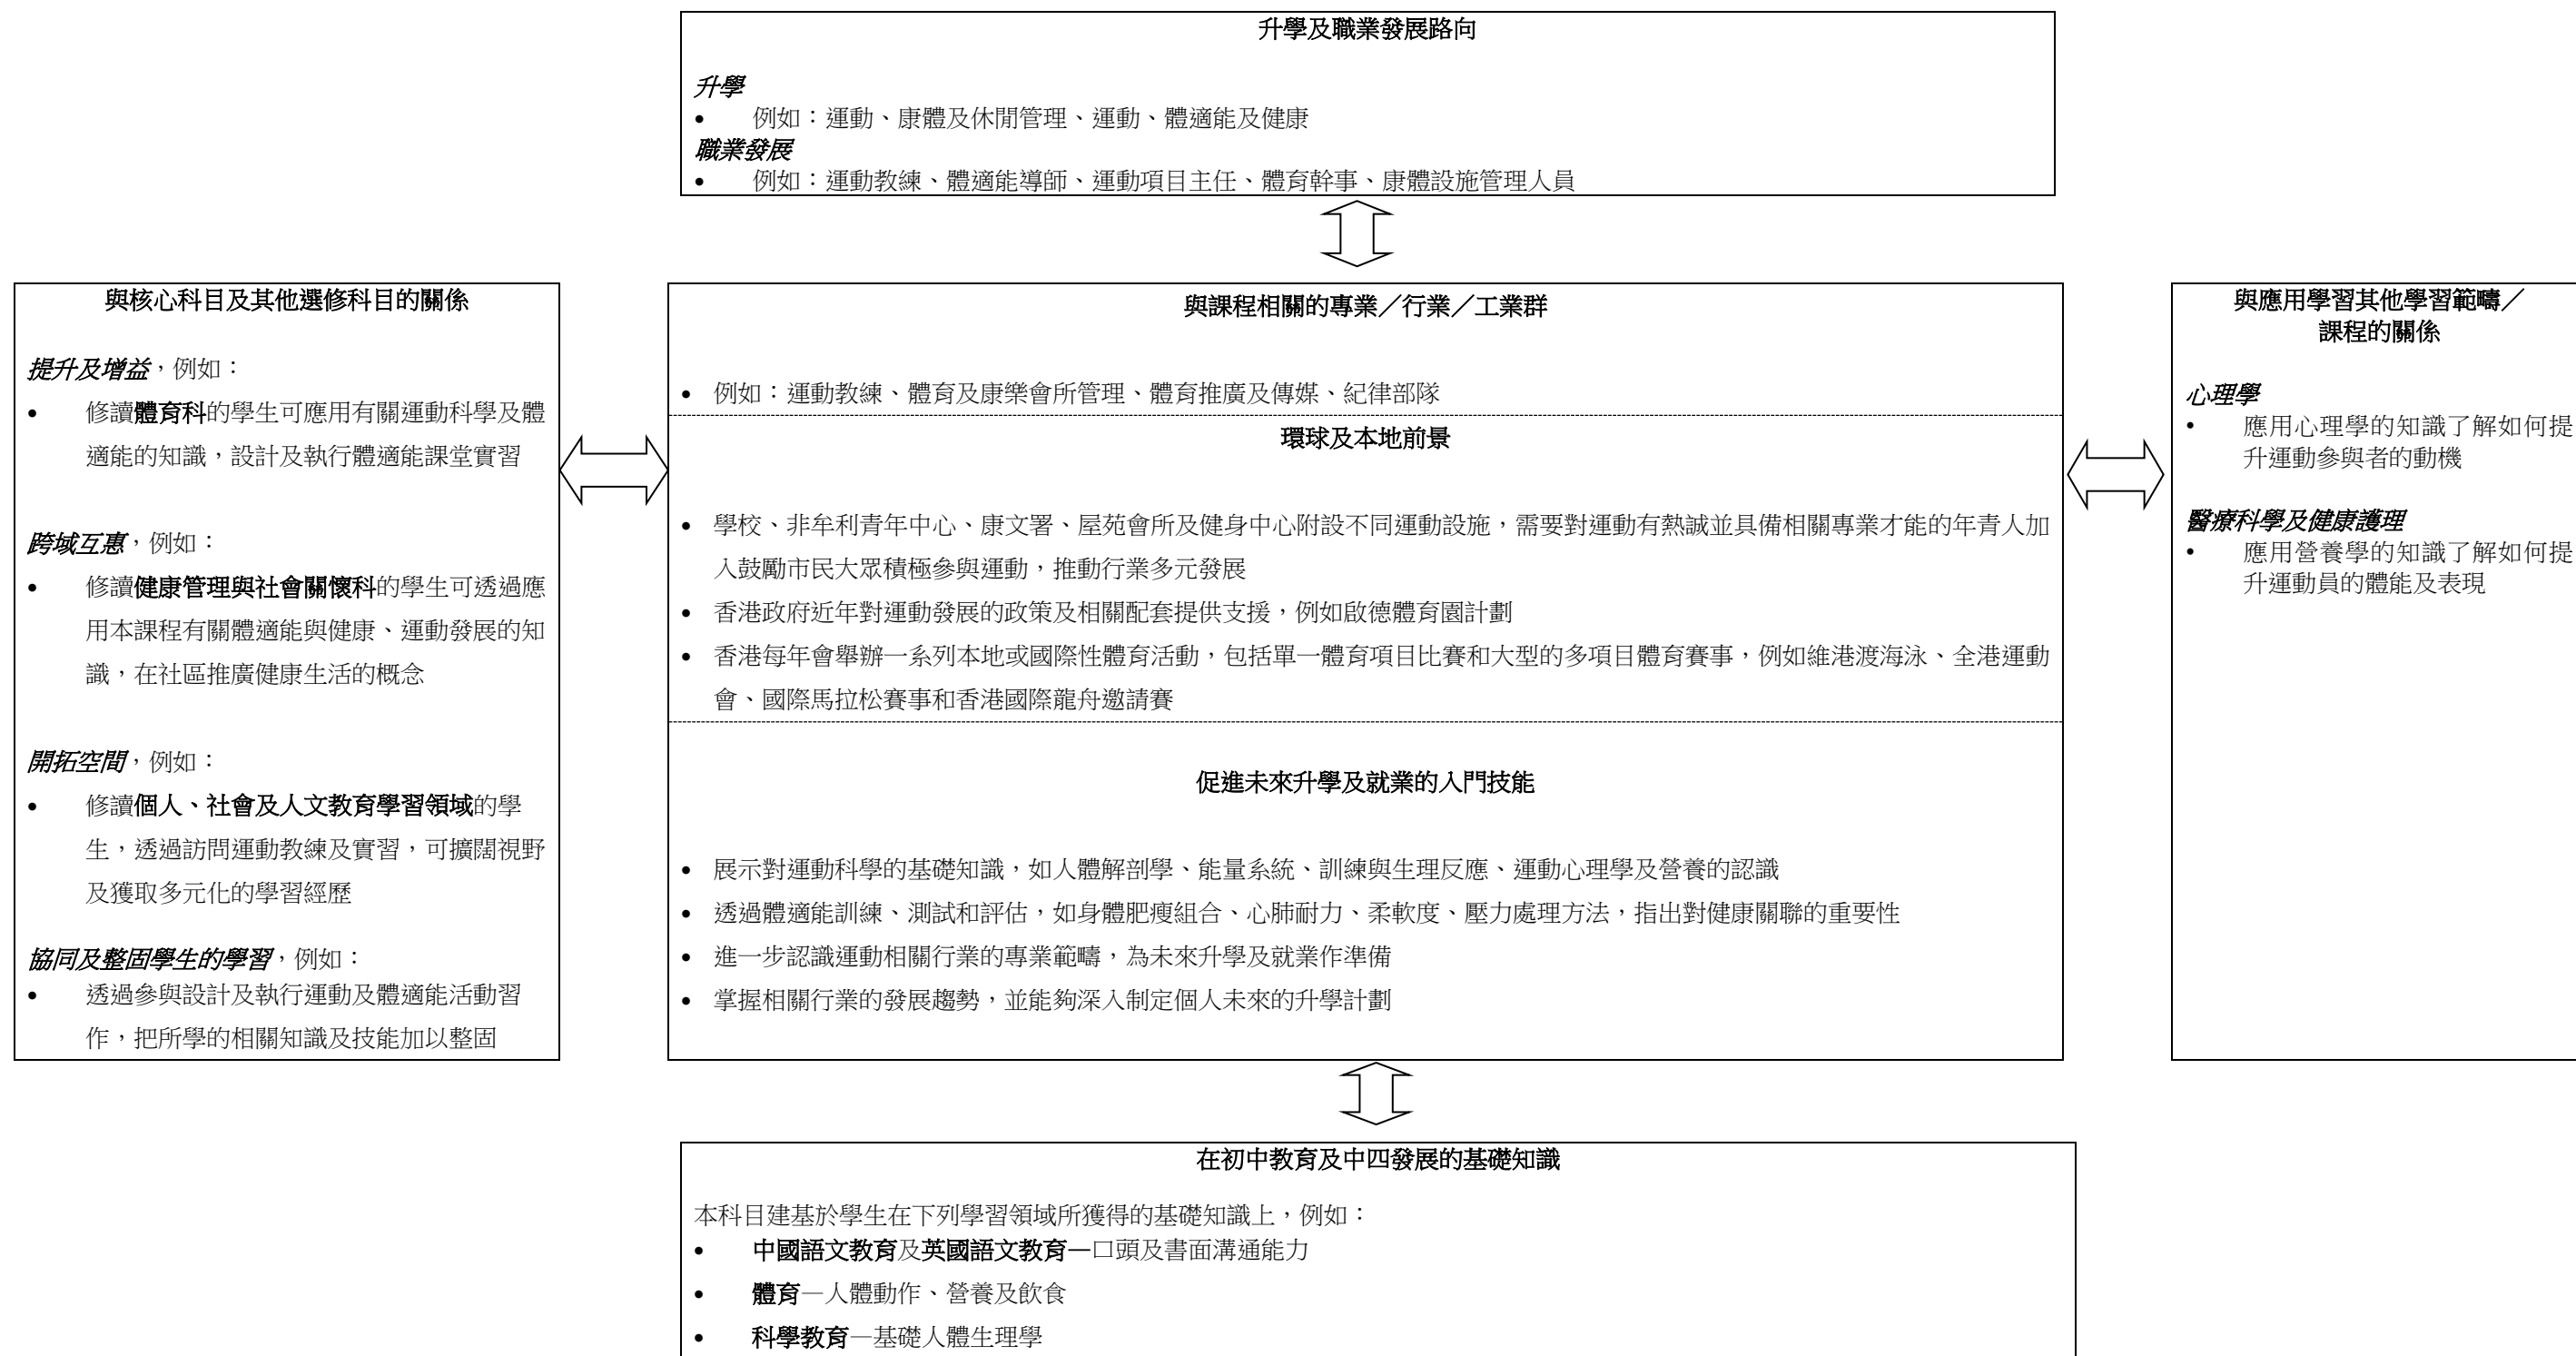 升學及職業發展路向
升學
• 例如：運動、康體及休閒管理、運動、體適能及健康
職業發展
• 例如：運動教練、體適能導師、運動項目主任、體育幹事、康體設施管理人員
與核心科目及其他選修科目的關係
提升及增益，例如：
• 修讀體育科的學生可應用有關運動科學及體
適能的知識，設計及執行體適能課堂實習
跨域互惠，例如：
• 修讀健康管理與社會關懷科的學生可透過應
用本課程有關體適能與健康、運動發展的知
識，在社區推廣健康生活的概念
開拓空間，例如：
• 修讀個人、社會及人文教育學習領域的學
生，透過訪問運動教練及實習，可擴闊視野
及獲取多元化的學習經歷
協同及整固學生的學習，例如：
• 透過參與設計及執行運動及體適能活動習
作，把所學的相關知識及技能加以整固
與課程相關的專業／行業／工業群
• 例如：運動教練、體育及康樂會所管理、體育推廣及傳媒、紀律部隊
環球及本地前景
• 學校、非牟利青年中心、康文署、屋苑會所及健身中心附設不同運動設施，需要對運動有熱誠並具備相關專業才能的年青人加
入鼓勵市民大眾積極參與運動，推動行業多元發展
• 香港政府近年對運動發展的政策及相關配套提供支援，例如啟德體育園計劃
• 香港每年會舉辦一系列本地或國際性體育活動，包括單一體育項目比賽和大型的多項目體育賽事，例如維港渡海泳、全港運動
會、國際馬拉松賽事和香港國際龍舟邀請賽
促進未來升學及就業的入門技能
• 展示對運動科學的基礎知識，如人體解剖學、能量系統、訓練與生理反應、運動心理學及營養的認識
• 透過體適能訓練、測試和評估，如身體肥瘦組合、心肺耐力、柔軟度、壓力處理方法，指出對健康關聯的重要性
• 進一步認識運動相關行業的專業範疇，為未來升學及就業作準備
• 掌握相關行業的發展趨勢，並能夠深入制定個人未來的升學計劃
與應用學習其他學習範疇／
課程的關係
心理學
• 應用心理學的知識了解如何提
升運動參與者的動機
醫療科學及健康護理
• 應用營養學的知識了解如何提
升運動員的體能及表現
在初中教育及中四發展的基礎知識
本科目建基於學生在下列學習領域所獲得的基礎知識上，例如：
• 中國語文教育及英國語文教育—口頭及書面溝通能力
• 體育—人體動作、營養及飲食
• 科學教育—基礎人體生理學